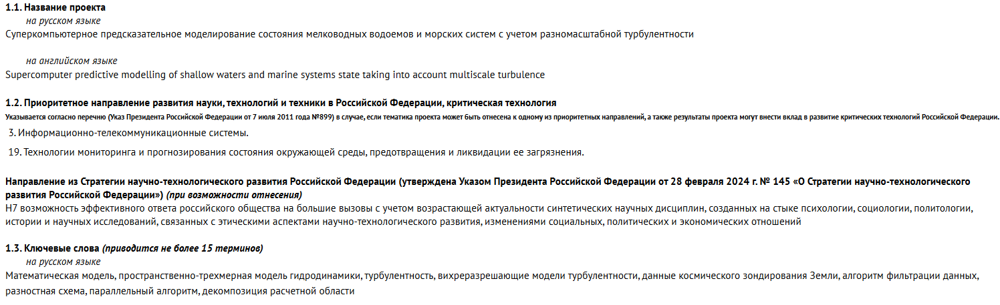 1.1. Название проекта
на русском языке
Суперкомпьютерное предсказательное моделирование состояния мелководных водоемов и морских систем с учетом разномасштабной турбулентности
на английском языке
Supercomputer predictive modelling of shallow waters and marine systems state taking into account multiscale turbulence
1.2. Приоритетное направление развития науки, технологий и техники в Российской Федерации, критическая технология
Указывается согласно перечню (Указ Президента Российской Федерации от 7 июля 2011 года №899) в случае, если тематика проекта может быть отнесена к одному из приоритетных направлений, а также результаты проекта могут внести вклад в развитие критических технологий Российской Федерации.
3. Информационно-телекоммуникационные системы.
19. Технологии мониторинга и прогнозирования состояния окружающей среды, предотвращения и ликвидации ее загрязнения.
Направление из Стратегии научно-технологического развития Российской Федерации (утверждена Указом Президента Российской Федерации от 28 февраля 2024 г. № 145 «О Стратегии научно-технологического
развития Российской Федерации») (при возможности отнесения)
Н7 возможность эффективного ответа российского общества на большие вызовы с учетом возрастающей актуальности синтетических научных дисциплин, созданных на стыке психологии, социологии, политологии,
истории и научных исследований, связанных с этическими аспектами научно-технологического развития, изменениями социальных, политических и экономических отношений
1.3. Ключевые слова (приводится не более 15 терминов)
на русском языке
Математическая модель, пространственно-трехмерная модель гидродинамики, турбулентность, вихреразрешающие модели турбулентности, данные космического зондирования Земли, алгоритм фильтрации данных,
разностная схема, параллельный алгоритм, декомпозиция расчетной области